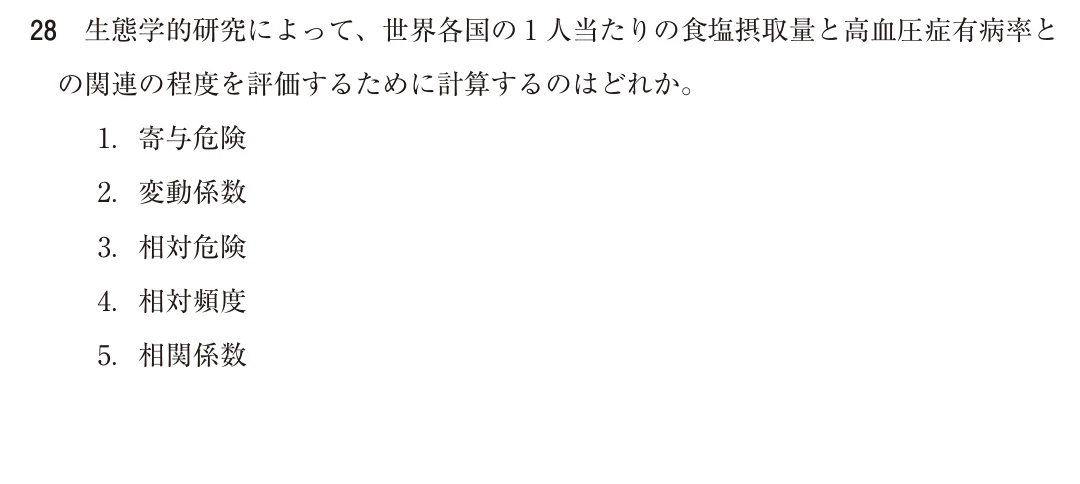 28 生態学的研究によって、世界各国の1人当たりの食塩摂取量と高血圧症有病率と
の関連の程度を評価するために計算するのはどれか。
1. 寄与危険
2. 変動係数
3. 相対危険
4. 相対頻度
5. 相関係数